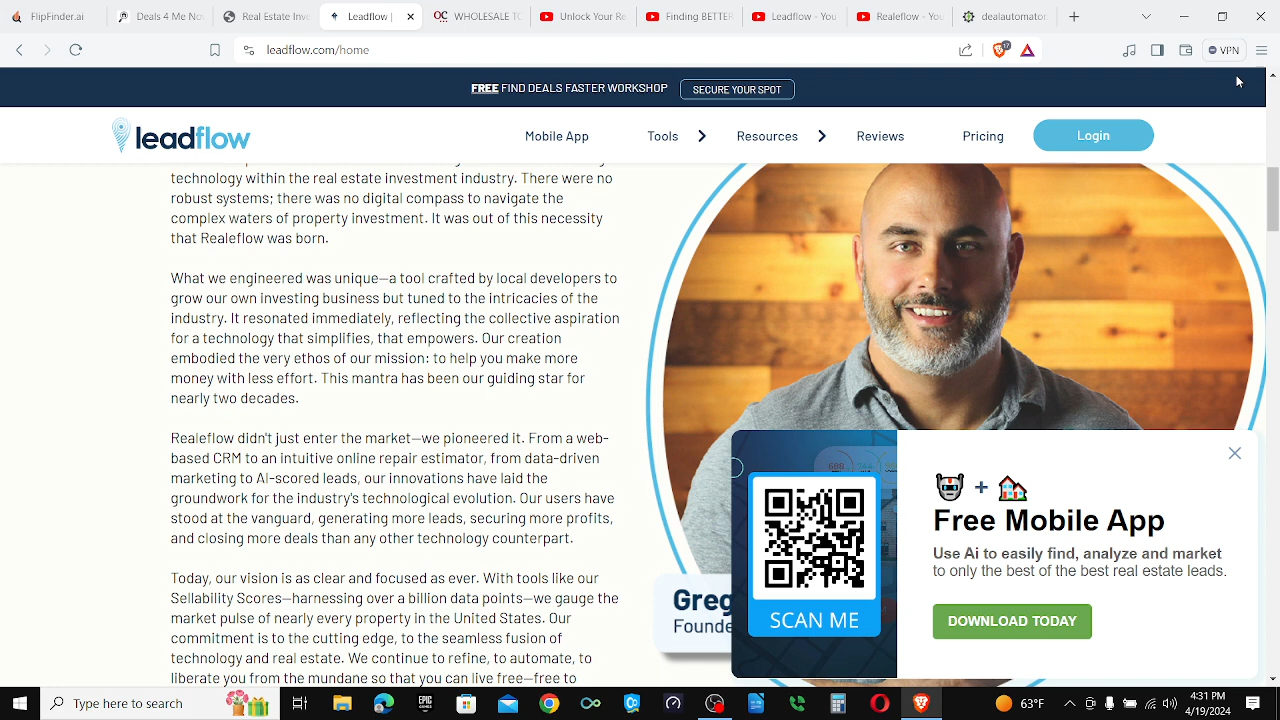 FlipFinder.ai
Deals 4 Me No
Real Estate Inve
Leadflow
WHOLESALE TO
Unlock Your Re
Finding BETTER
Leadflow - You
Realeflow - You
dealautomator.
leadflow.com/home
17
VPN
FREE FIND DEALS FASTER WORKSHOP
SECURE YOUR SPOT
leadflow
Mobile App
Tools
Resources
Reviews
Pricing
Login
technology within the real estate investment industry. There were no
robust systems; there was no digital compass to navigate the
complex waters of property investment. It was out of this necessity
that Realeflow was born.
What we engineered was unique—a tool crafted by local developers to
grow our own investing business but tuned to the intricacies of the
industry. It resonated immediately, reflecting the collective aspiration
for a technology that simplifies, that empowers. Our creation
embodied the very ethos of our mission: to help you make more
money with less effort. This mantra has been our guiding star for
nearly two decades.
Realeflow didn't just enter the market—we pioneered it. From a web-
based CRM to an intuitive online repair estimator, from data-driven
marketing to AI-scored leads, our innovations have laid the
groundwork for the industry's technological evolution. Our users have
stood at the vanguard, generating more leads, securing more profits,
and closing more deals than any other technology counterpart.
Today, our vision is as clear and focused as ever. With tools like our
Sellability Scores—harnessing over a billion data points—we gauge the
market pulse of nearly every property in the United States. Our
commitment is to the cutting edge, to the seamless fusion of
technology and real estate. We continue to refine, to automate, to
liberate you from the mundane so that you can live free—free to
Greg
Founde
SCAN ME
Free Mobile App
Use Ai to easily find, analyze and market
to only the best of the best real estate leads.
DOWNLOAD TODAY
Type here to search
EPIC
63°F
4:31 PM
4/19/2024